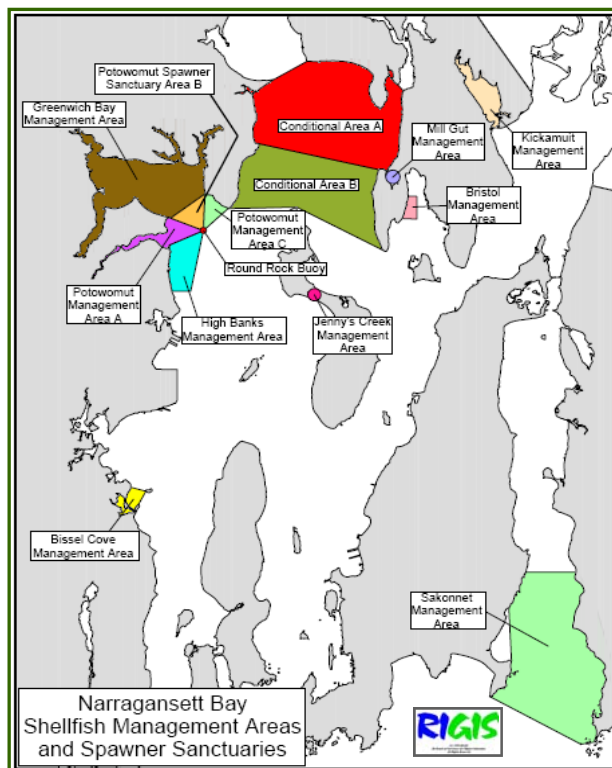 Potowomut Spawner
Sanctuary Area B
Greenwich Bay
Management Area
Conditional Area A
Mill Gut
Management
Area
Kickamuit
Management
Area
Conditional Area B
Bristol
Management
Area
Potowomut
Management
Area C
Round Rock Buoy
Potowomut
Management
Area A
High Banks
Management Area
Jenny's Creek
Management
Area
Bissel Cove
Management Area
Sakonnet
Management
Area
Narragansett Bay
Shellfish Management Areas
and Spawner Sanctuaries
RIGIS